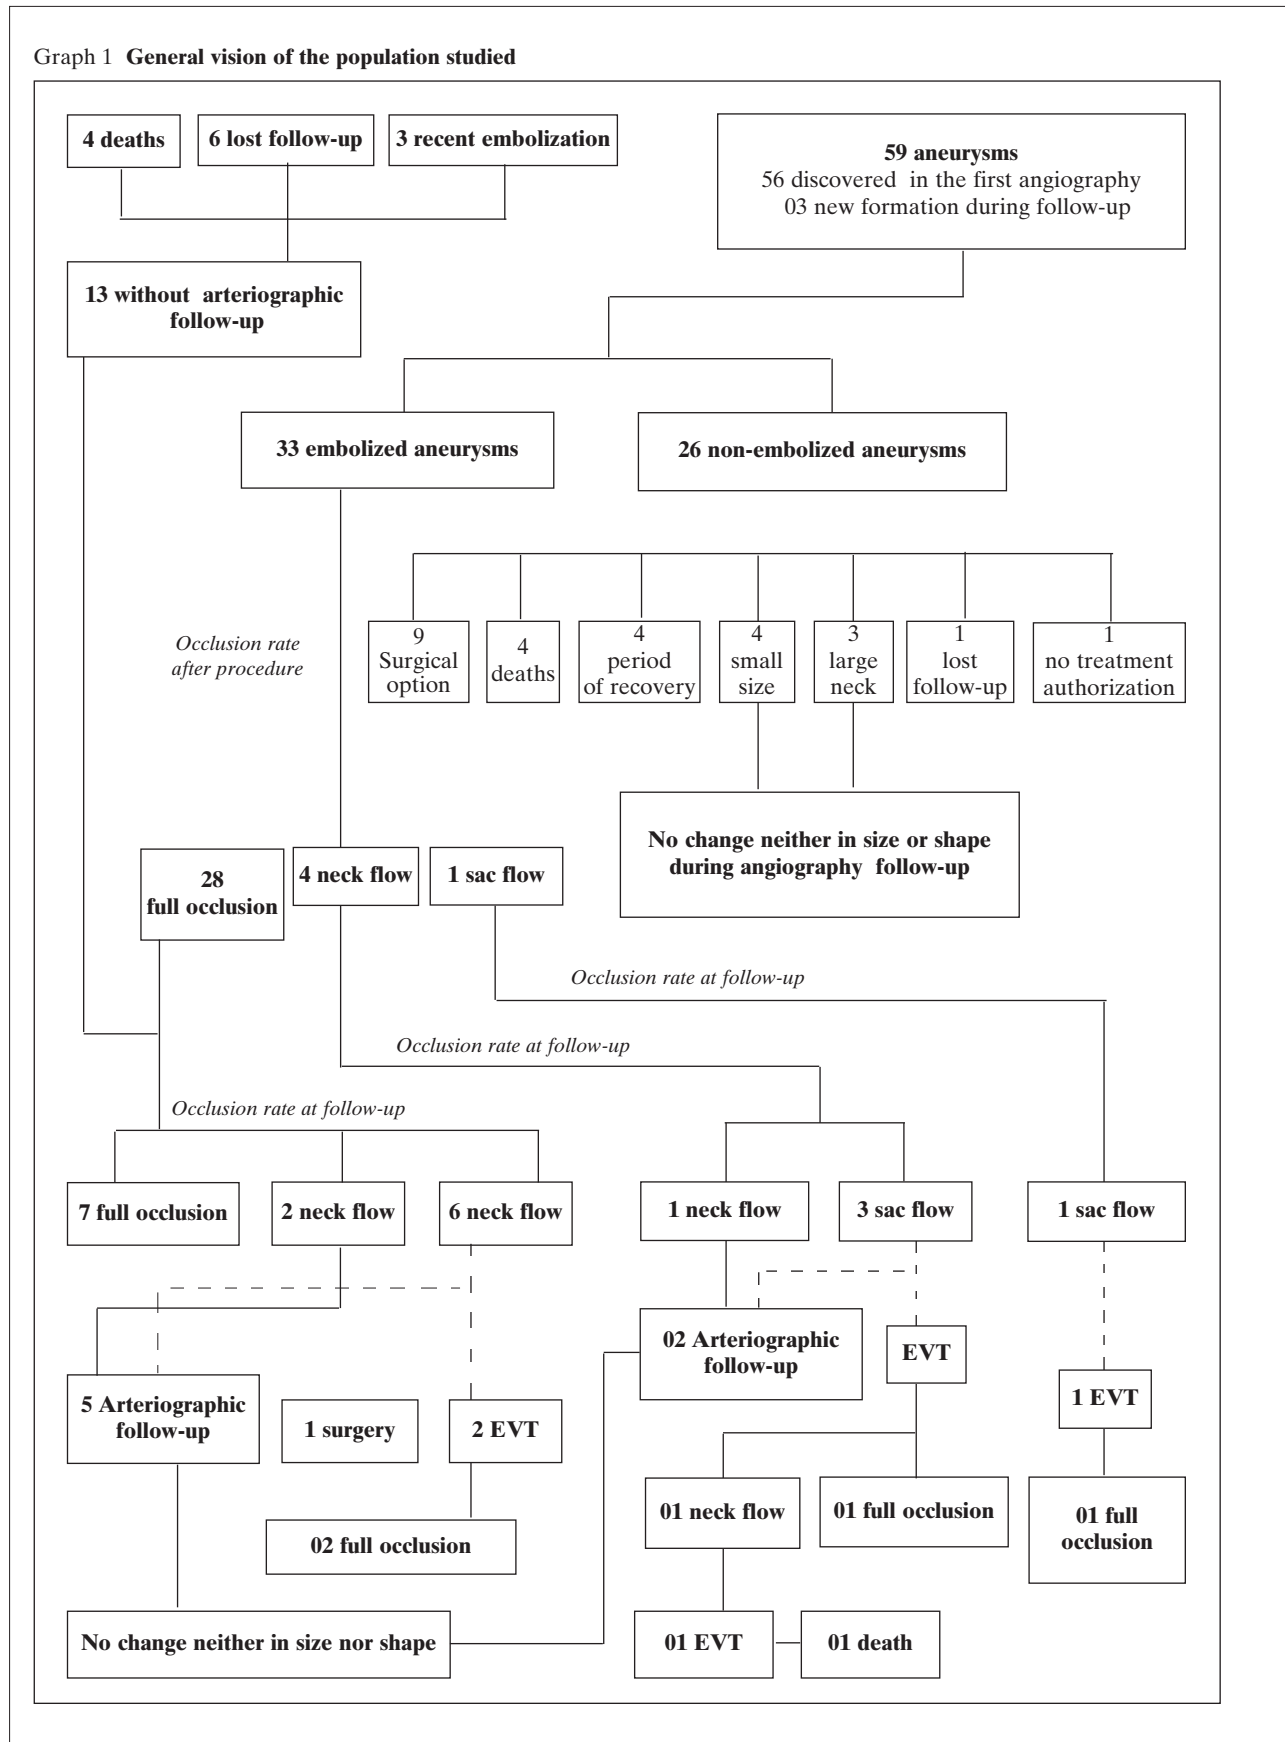 Graph 1 General vision of the population studied
4 deaths
6 lost follow-up
3 recent embolization
59 aneurysms
56 discovered in the first angiography
03 new formation during follow-up
13 without arteriographic
follow-up
33 embolized aneurysms
26 non-embolized aneurysms
Occlusion rate
after procedure
9
Surgical
option
4
deaths
4
period
of recovery
4
small
size
3
large
neck
1
lost
follow-up
1
no treatment
authorization
No change neither in size or shape
during angiography follow-up
28
full occlusion
4 neck flow
1 sac flow
Occlusion rate at follow-up
Occlusion rate at follow-up
Occlusion rate at follow-up
7 full occlusion
2 neck flow
6 neck flow
1 neck flow
3 sac flow
1 sac flow
02 Arteriographic
follow-up
EVT
5 Arteriographic
follow-up
1 surgery
2 EVT
1 EVT
01 neck flow
01 full occlusion
01 full
occlusion
02 full occlusion
No change neither in size nor shape
01 EVT
01 death